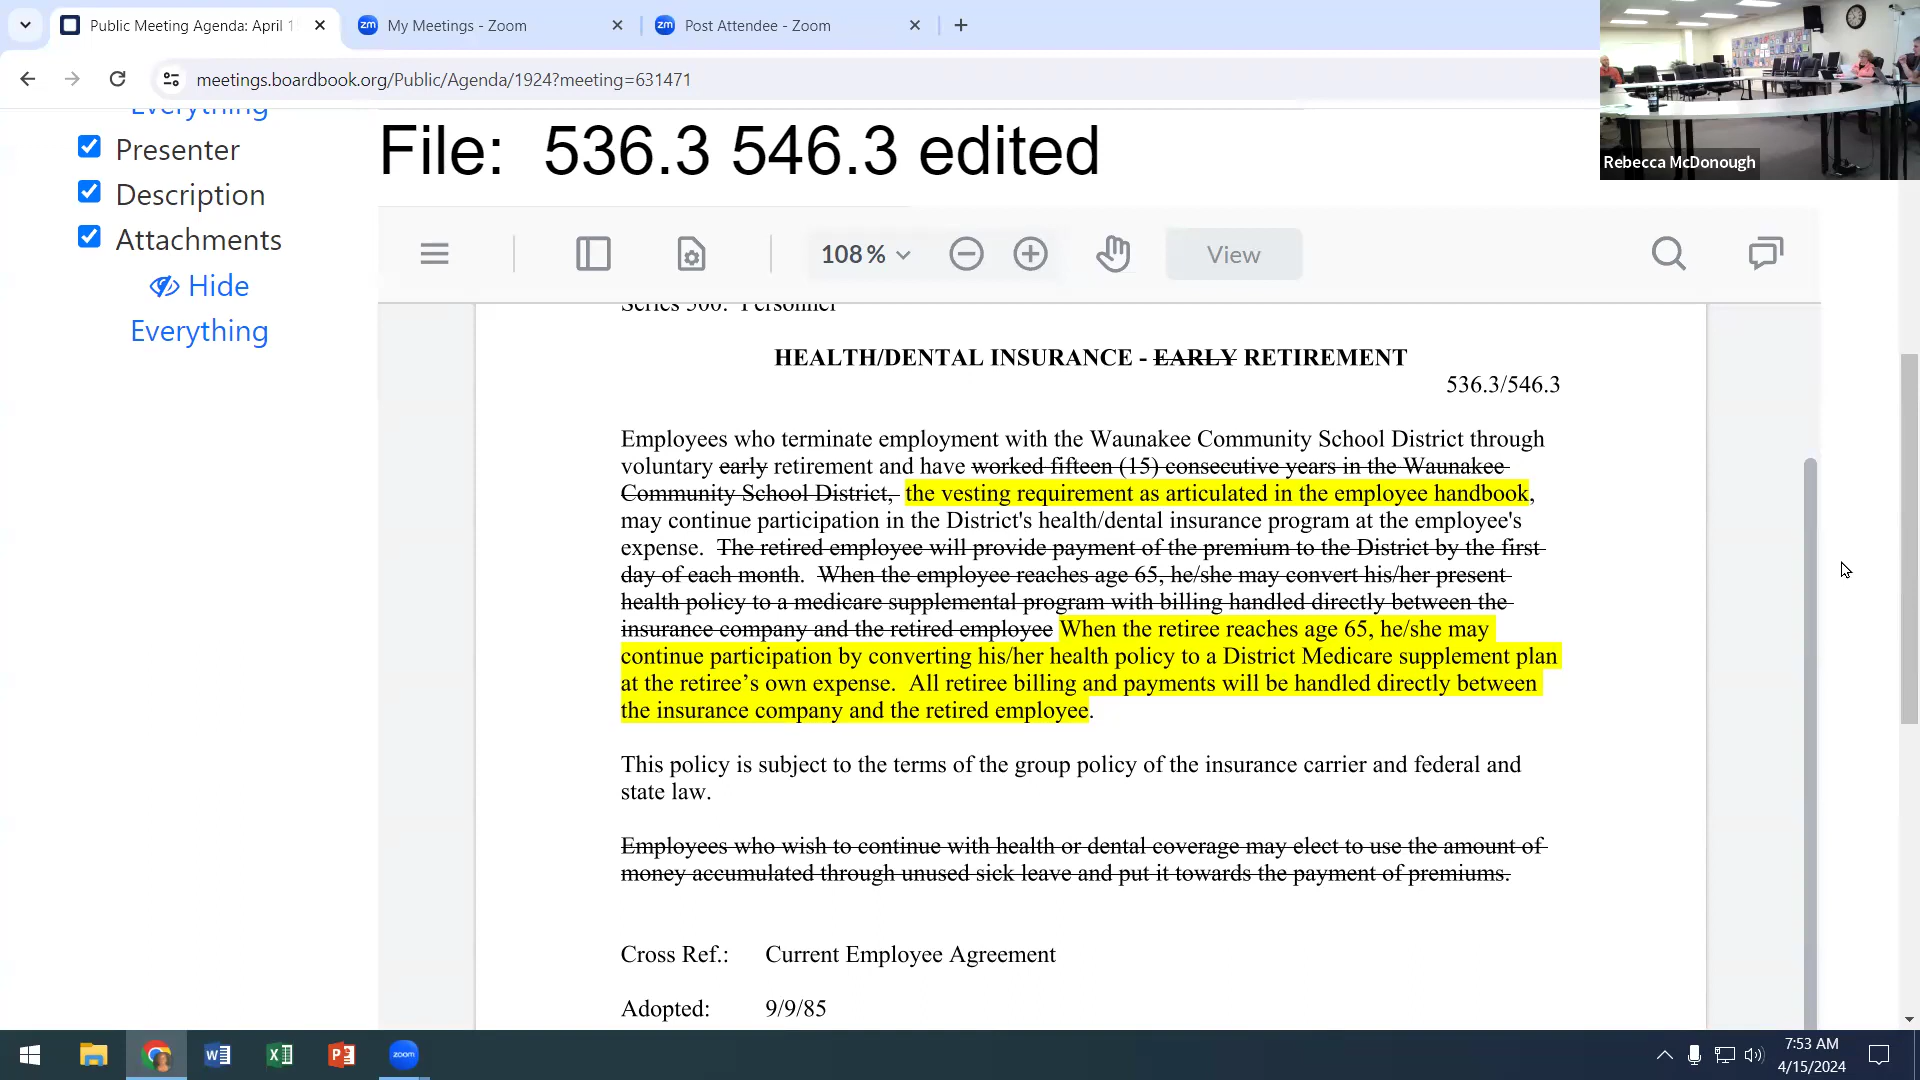 Public Meeting Agenda: April 1
My Meetings - Zoom
Post Attendee - Zoom
meetings.boardbook.org/Public/Agenda/1924?meeting=631471
Everything
Presenter
Description
Attachments
Hide
Everything
File: 536.3 546.3 edited
108%
View
Rebecca McDonough
Series 500: Personnel
HEALTH/DENTAL INSURANCE - EARLY RETIREMENT
536.3/546.3
Employees who terminate employment with the Waunakee Community School District through
voluntary early retirement and have worked fifteen (15) consecutive years in the Waunakee
Community School District, the vesting requirement as articulated in the employee handbook,
may continue participation in the District's health/dental insurance program at the employee's
expense. The retired employee will provide payment of the premium to the District by the first
day of each month. When the employee reaches age 65, he/she may convert his/her present
health policy to a medicare supplemental program with billing handled directly between the
insurance company and the retired employee When the retiree reaches age 65, he/she may
continue participation by converting his/her health policy to a District Medicare supplement plan
at the retiree’s own expense. All retiree billing and payments will be handled directly between
the insurance company and the retired employee.
This policy is subject to the terms of the group policy of the insurance carrier and federal and
state law.
Employees who wish to continue with health or dental coverage may elect to use the amount of
money accumulated through unused sick leave and put it towards the payment of premiums.
Cross Ref.: Current Employee Agreement
Adopted: 9/9/85
zoom
7:53 AM
4/15/2024